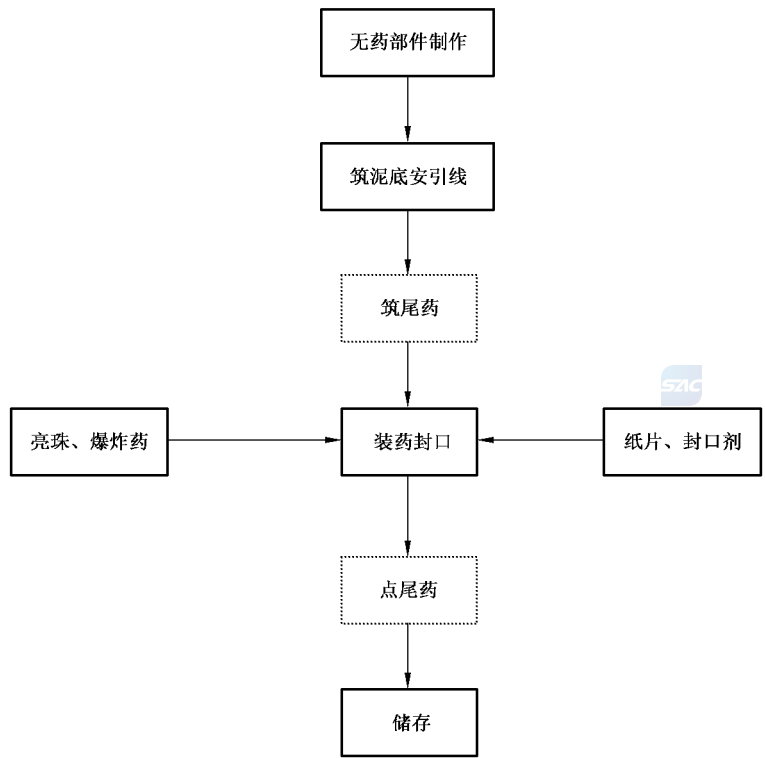 无药部件制作
筑泥底安引线
筑尾药
SAC
亮珠、爆炸药
装药封口
纸片、封口剂
点尾药
储存